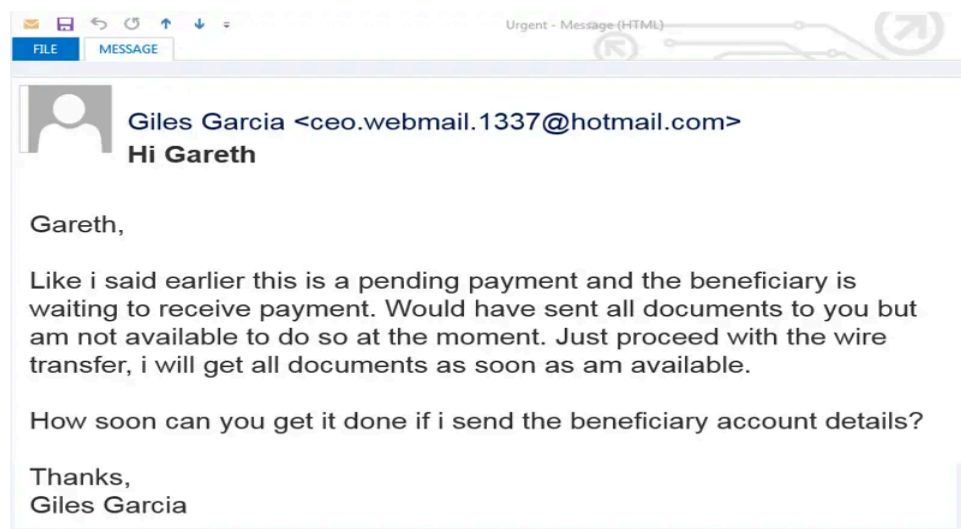 Urgent - Message (HTML)
FILE MESSAGE
Giles Garcia <ceo.webmail.1337@hotmail.com>
Hi Gareth
Gareth,
Like i said earlier this is a pending payment and the beneficiary is
waiting to receive payment. Would have sent all documents to you but
am not available to do so at the moment. Just proceed with the wire
transfer, i will get all documents as soon as am available.
How soon can you get it done if i send the beneficiary account details?
Thanks,
Giles Garcia